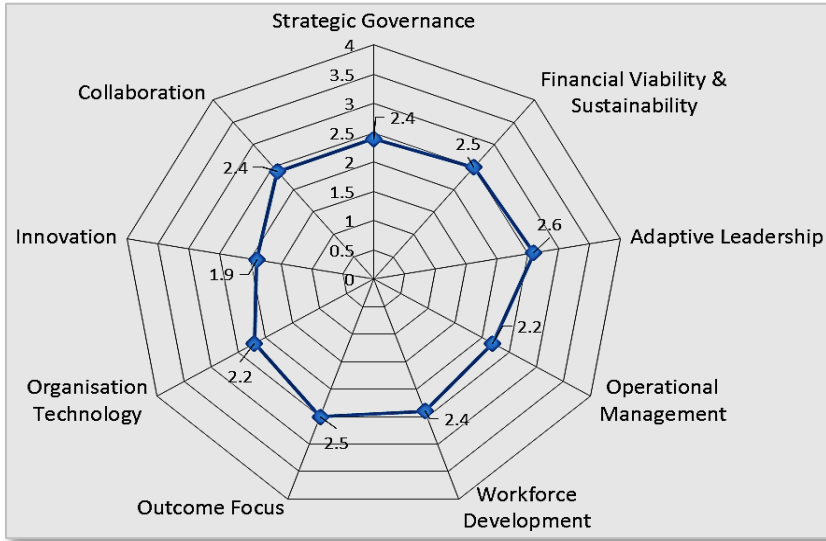 Strategic Governance
4
3.5
3
2.5
2
1.5
1
0.5
0
Financial Viability &
Sustainability
Adaptive Leadership
Operational
Management
Workforce
Development
Outcome Focus
Organisation
Technology
Innovation
Collaboration
2.4
2.5
2.6
2.2
2.4
2.5
2.2
1.9
2.4